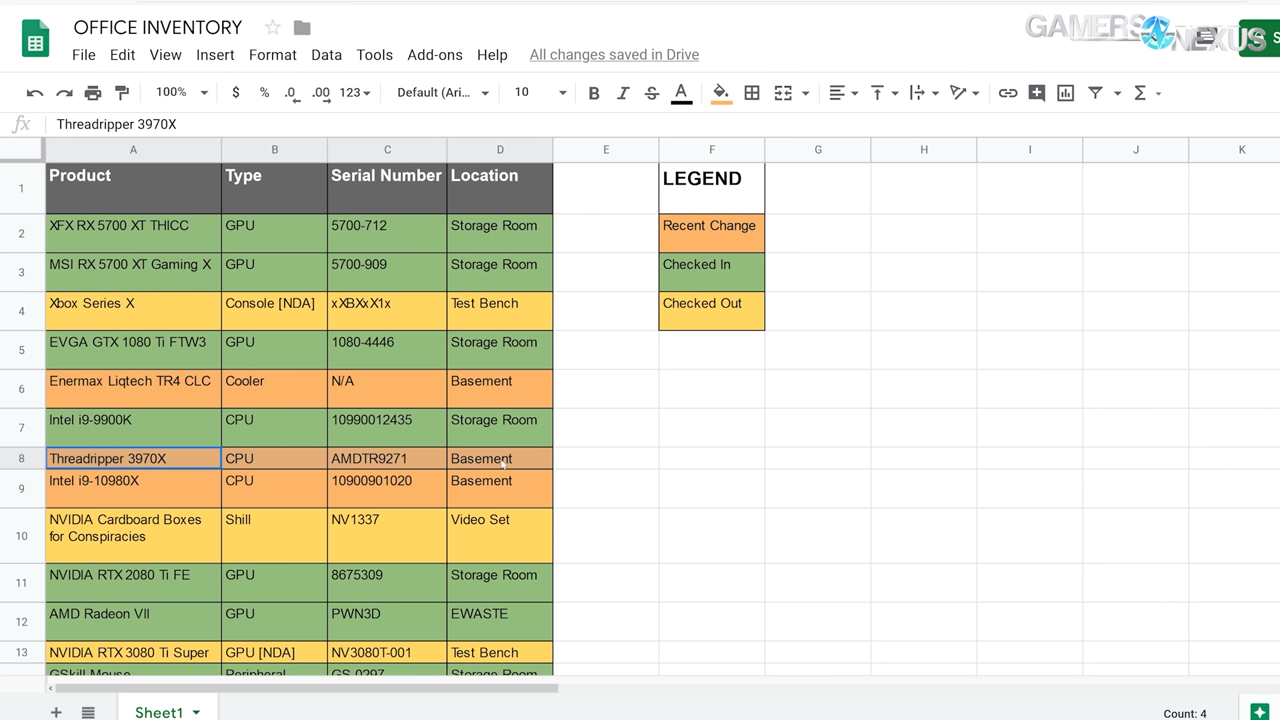 OFFICE INVENTORY
GAMERS NEXUS
File Edit View Insert Format Data Tools Add-ons Help All changes saved in Drive
100% $ % .0 .00 123 Default (Ari... 10 B I S A
fx Threadripper 3970X
A B C D E F G H I J K
1 Product Type Serial Number Location LEGEND
2 XFX RX 5700 XT THICC GPU 5700-712 Storage Room Recent Change
3 MSI RX 5700 XT Gaming X GPU 5700-909 Storage Room Checked In
4 Xbox Series X Console [NDA] xXBXxX1x Test Bench Checked Out
5 EVGA GTX 1080 Ti FTW3 GPU 1080-4446 Storage Room
6 Enermax Liqtech TR4 CLC Cooler N/A Basement
7 Intel i9-9900K CPU 10990012435 Storage Room
8 Threadripper 3970X CPU AMDTR9271 Basement
9 Intel i9-10980X CPU 10900901020 Basement
10 NVIDIA Cardboard Boxes Shill NV1337 Video Set
for Conspiracies
11 NVIDIA RTX 2080 Ti FE GPU 8675309 Storage Room
12 AMD Radeon VII GPU PWN3D EWASTE
13 NVIDIA RTX 3080 Ti Super GPU [NDA] NV3080T-001 Test Bench
GSkill Mouse Peripheral GS-0297 Storage Room
Sheet1 Count: 4